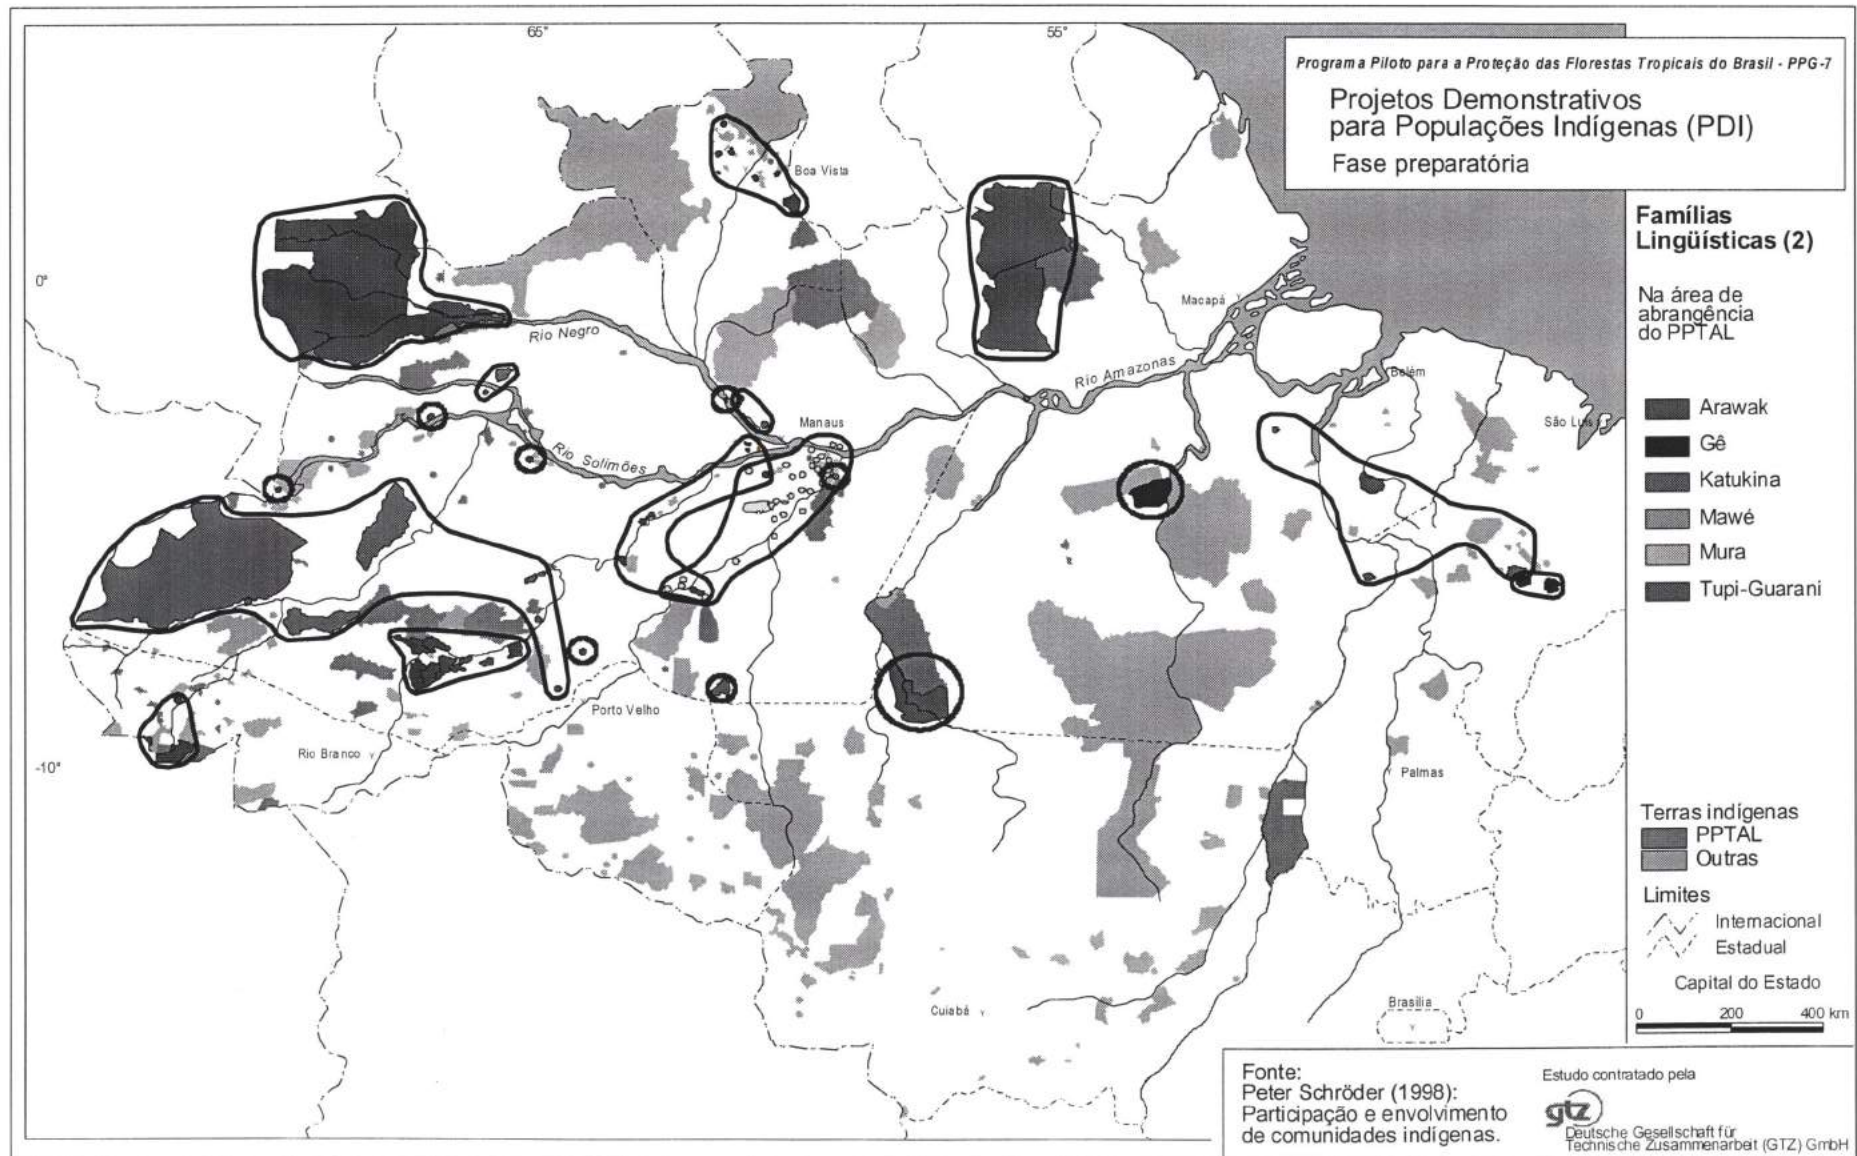 65°
55°
Programa Piloto para a Proteção das Florestas Tropicais do Brasil - PPG-7
Projetos Demonstrativos
para Populações Indígenas (PDI)
Fase preparatória
Boa Vista
0°
Macapá
Rio Negro
Rio Amazonas
Belém
Manaus
São Luis
Rio Solimões
Porto Velho
Rio Branco
-10°
Palmas
Cuiabá
Brasília
Famílias
Lingüísticas (2)
Na área de
abrangência
do PPTAL
Arawak
Gê
Katukina
Mawé
Mura
Tupi-Guarani
Terras indígenas
PPTAL
Outras
Limites
Internacional
Estadual
Capital do Estado
0 200 400 km
Fonte:
Peter Schröder (1998):
Participação e envolvimento
de comunidades indígenas.
Estudo contratado pela
gtz
Deutsche Gesellschaft für
Technische Zusammenarbeit (GTZ) GmbH